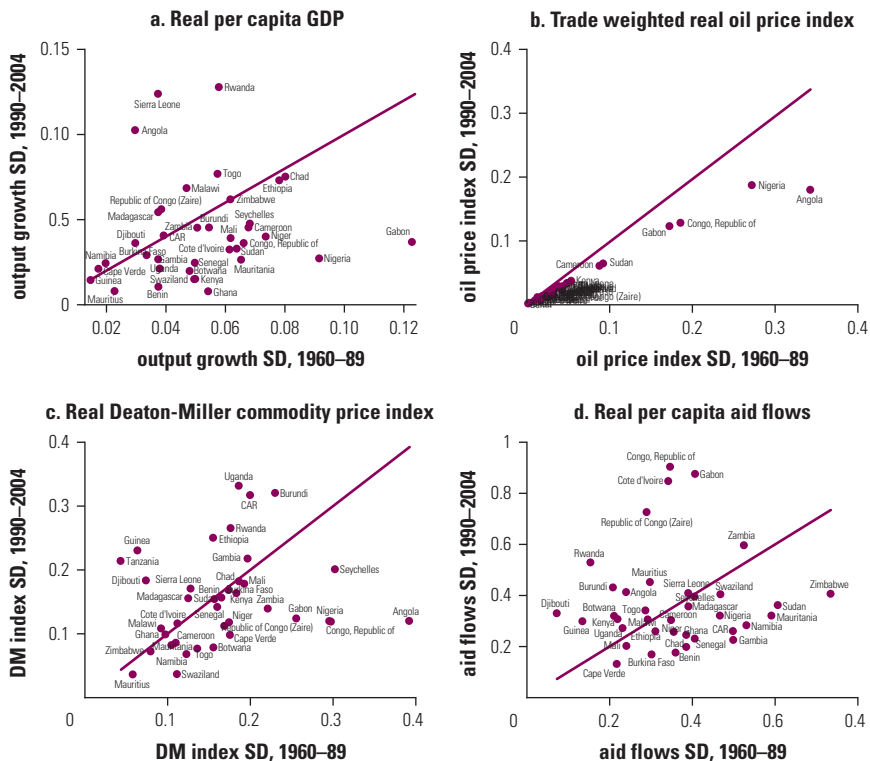 a. Real per capita GDP
output growth SD, 1990–2004
0.15
0.10
0.5
0
0.02
0.04
0.06
0.08
0.10
0.12
output growth SD, 1960–89
Rwanda
Sierra Leone
Angola
Togo
Chad
Ethiopia
Malawi
Zimbabwe
Republic of Congo (Zaire)
Madagascar
Seychelles
Burundi
Zambia
Cameroon
Djibouti
CAR
Mali
Niger
Gabon
Burkina Faso
Cote d'Ivoire
Congo, Republic of
Sudan
Namibia
Gambia
Senegal
Mauritania
Nigeria
Cape Verde
Uganda
Botwana
Guinea
Swaziland
Kenya
Mauritius
Benin
Ghana
b. Trade weighted real oil price index
oil price index SD, 1990–2004
0.4
0.3
0.2
0.1
0
0.1
0.2
0.3
0.4
oil price index SD, 1960–89
Nigeria
Angola
Gabon
Congo, Republic of
Cameroon
Sudan
Kenya
c. Real Deaton-Miller commodity price index
DM index SD, 1990–2004
0.4
0.3
0.2
0.1
0
0.1
0.2
0.3
0.4
DM index SD, 1960–89
Uganda
CAR
Burundi
Rwanda
Ethiopia
Guinea
Tanzania
Gambia
Seychelles
Djibouti
Sierra Leone
Chad
Mali
Benin
Burkina Faso
Madagascar
Sudan
Kenya
Zambia
Senegal
Cote d'Ivoire
Niger
Gabon
Nigeria
Angola
Malawi
Republic of Congo (Zaire)
Congo, Republic of
Ghana
Cameroon
Cape Verde
Zimbabwe
Mauritania
Botwana
Togo
Namibia
Mauritius
Swaziland
d. Real per capita aid flows
aid flows SD, 1990–2004
1
0.8
0.6
0.4
0.2
0
0.1
0.2
0.3
0.4
0.6
0.4
aid flows SD, 1960–89
Congo, Republic of
Cote d'Ivoire
Gabon
Republic of Congo (Zaire)
Zambia
Rwanda
Mauritius
Burundi
Angola
Sierra Leone
Swaziland
Zimbabwe
Seychelles
Djibouti
Botwana
Togo
Madagascar
Sudan
Kenya
Cameroon
Nigeria
Mauritania
Guinea
Malawi
Uganda
Niger
Ghana
CAR
Namibia
Ethiopia
Mali
Chad
Senegal
Gambia
Burkina Faso
Benin
Cape Verde